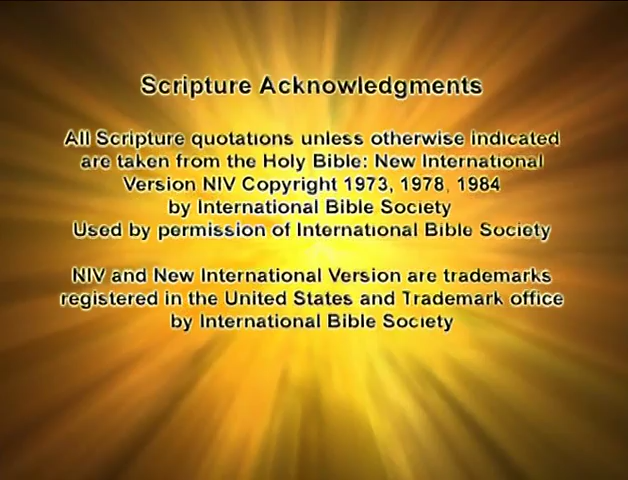 Scripture Acknowledgments
All Scripture quotations unless otherwise indicated
are taken from the Holy Bible: New International
Version NIV Copyright 1973, 1978, 1984
by International Bible Society
Used by permission of International Bible Society
NIV and New International Version are trademarks
registered in the United States and Trademark office
by International Bible Society